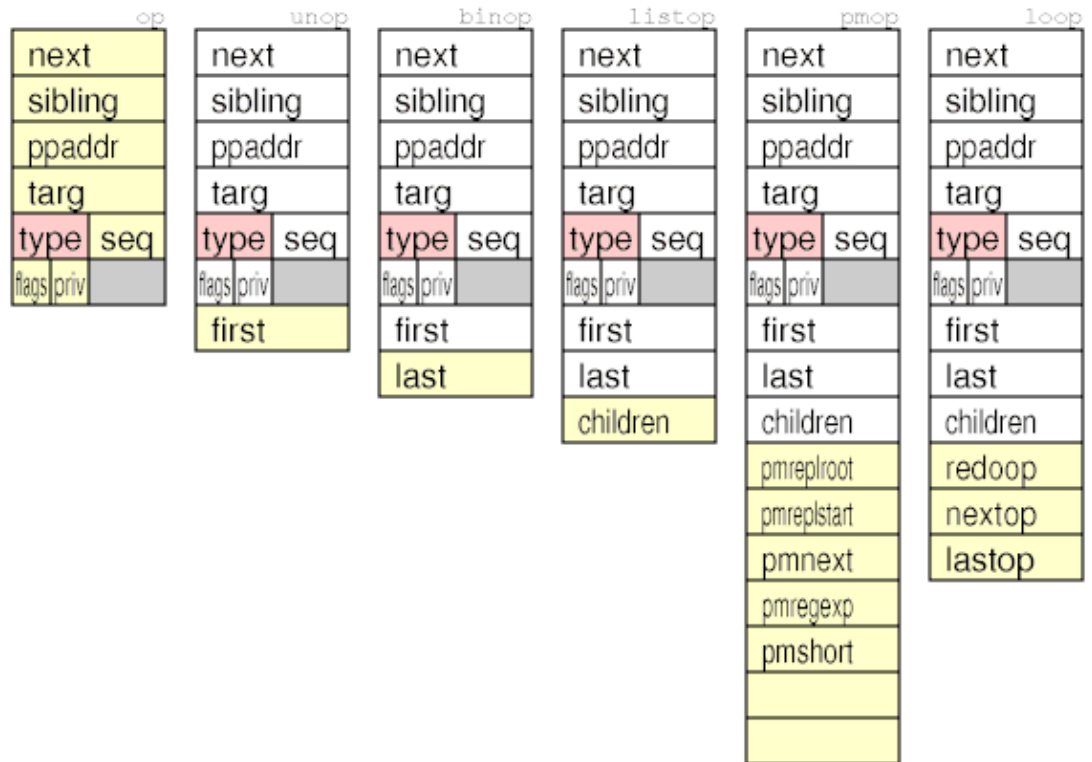 op unop binop listop pmop loop
next next next next next next
sibling sibling sibling sibling sibling sibling
ppaddr ppaddr ppaddr ppaddr ppaddr ppaddr
targ targ targ targ targ targ
type seq type seq type seq type seq type seq type seq
flags priv flags priv flags priv flags priv flags priv flags priv
first first first first first
last last last last
children children children
pmreplroot redoop
pmreplstart nextop
pmnext lastop
pmregexp
pmshort